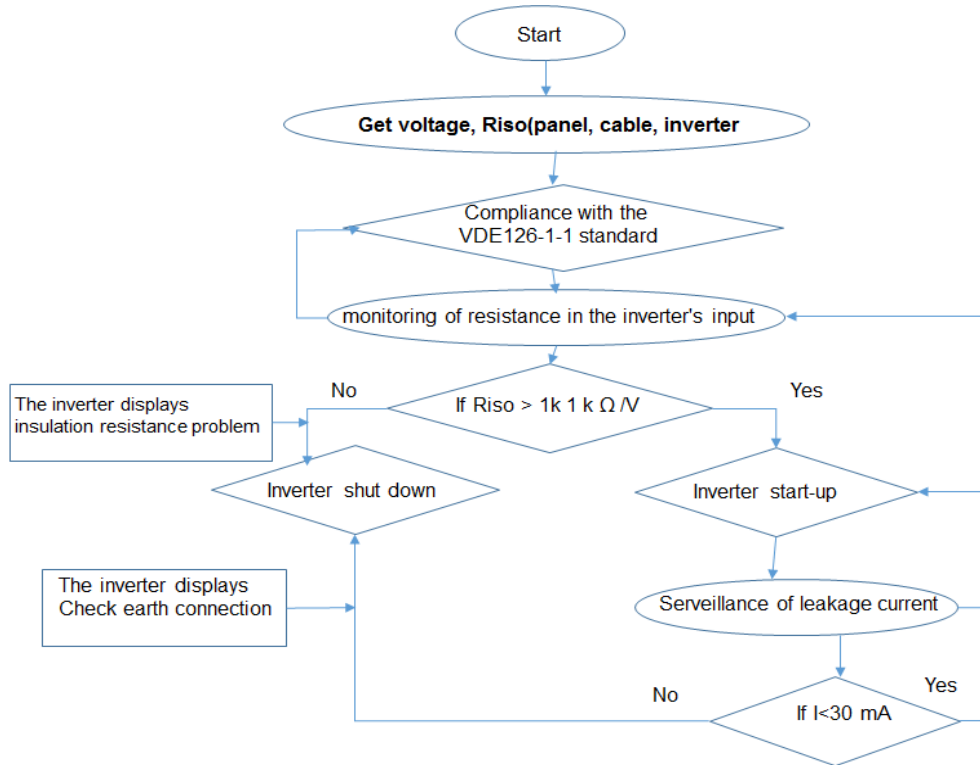 Start
Get voltage, Riso(panel, cable, inverter
Compliance with the
VDE126-1-1 standard
monitoring of resistance in the inverter's input
No
Yes
The inverter displays
insulation resistance problem
If Riso > 1k 1 k Ω /V
Inverter shut down
Inverter start-up
The inverter displays
Check earth connection
Serveillance of leakage current
No
Yes
If I<30 mA